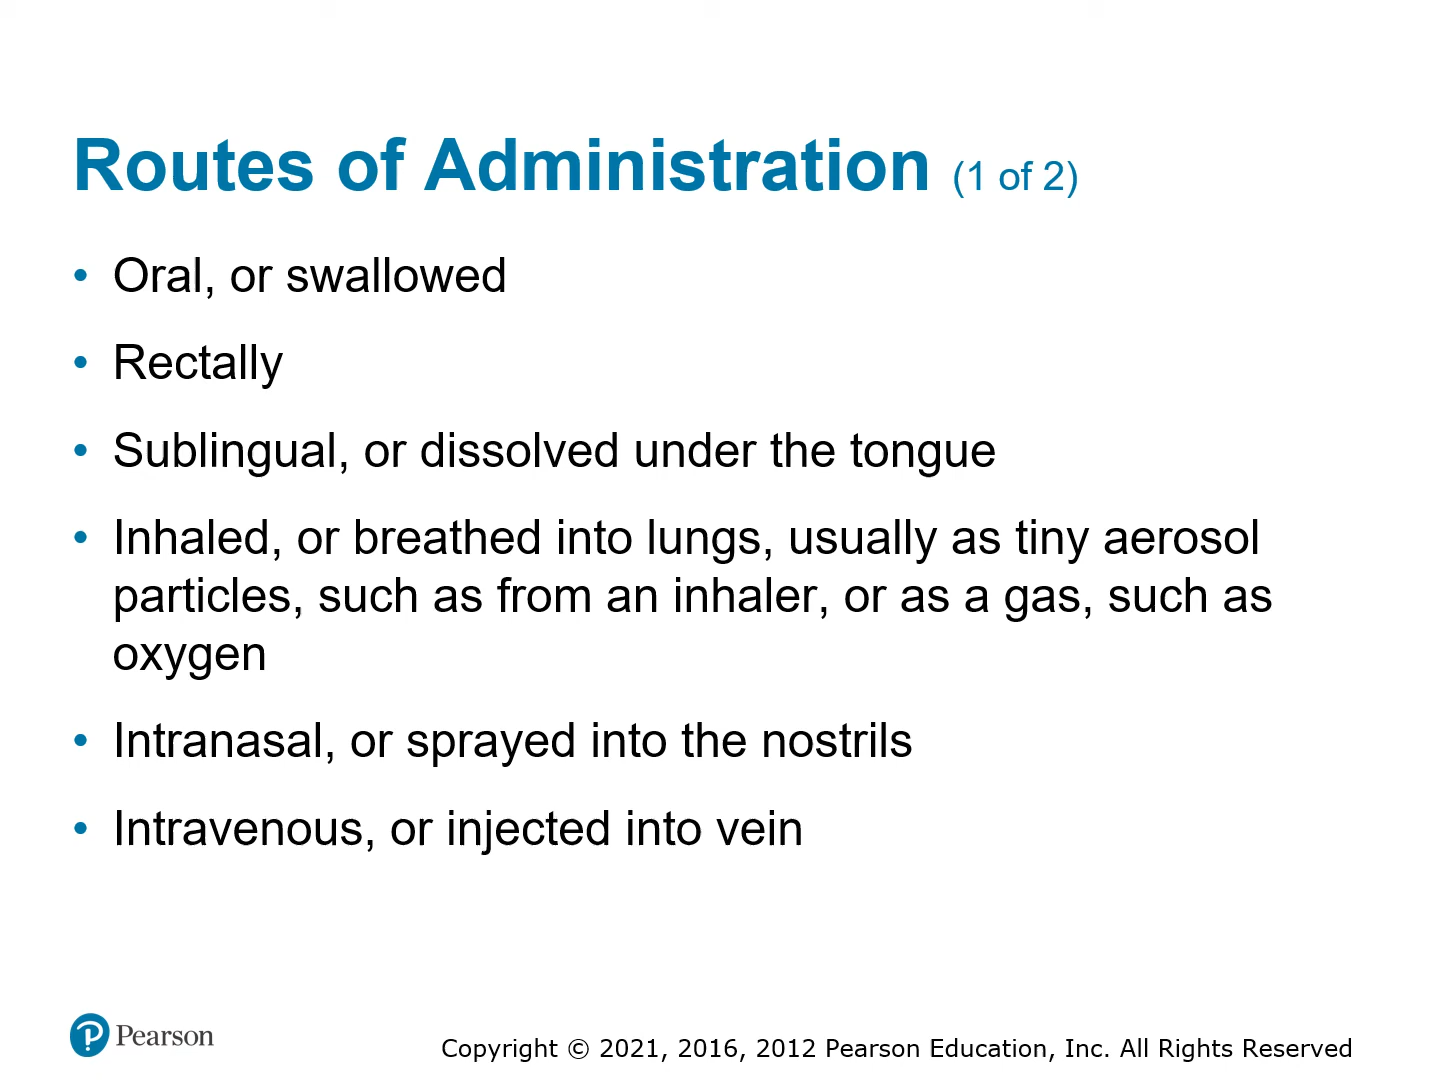 Routes of Administration (1 of 2)
• Oral, or swallowed
• Rectally
• Sublingual, or dissolved under the tongue
• Inhaled, or breathed into lungs, usually as tiny aerosol
particles, such as from an inhaler, or as a gas, such as
oxygen
• Intranasal, or sprayed into the nostrils
• Intravenous, or injected into vein
Pearson
Copyright © 2021, 2016, 2012 Pearson Education, Inc. All Rights Reserved